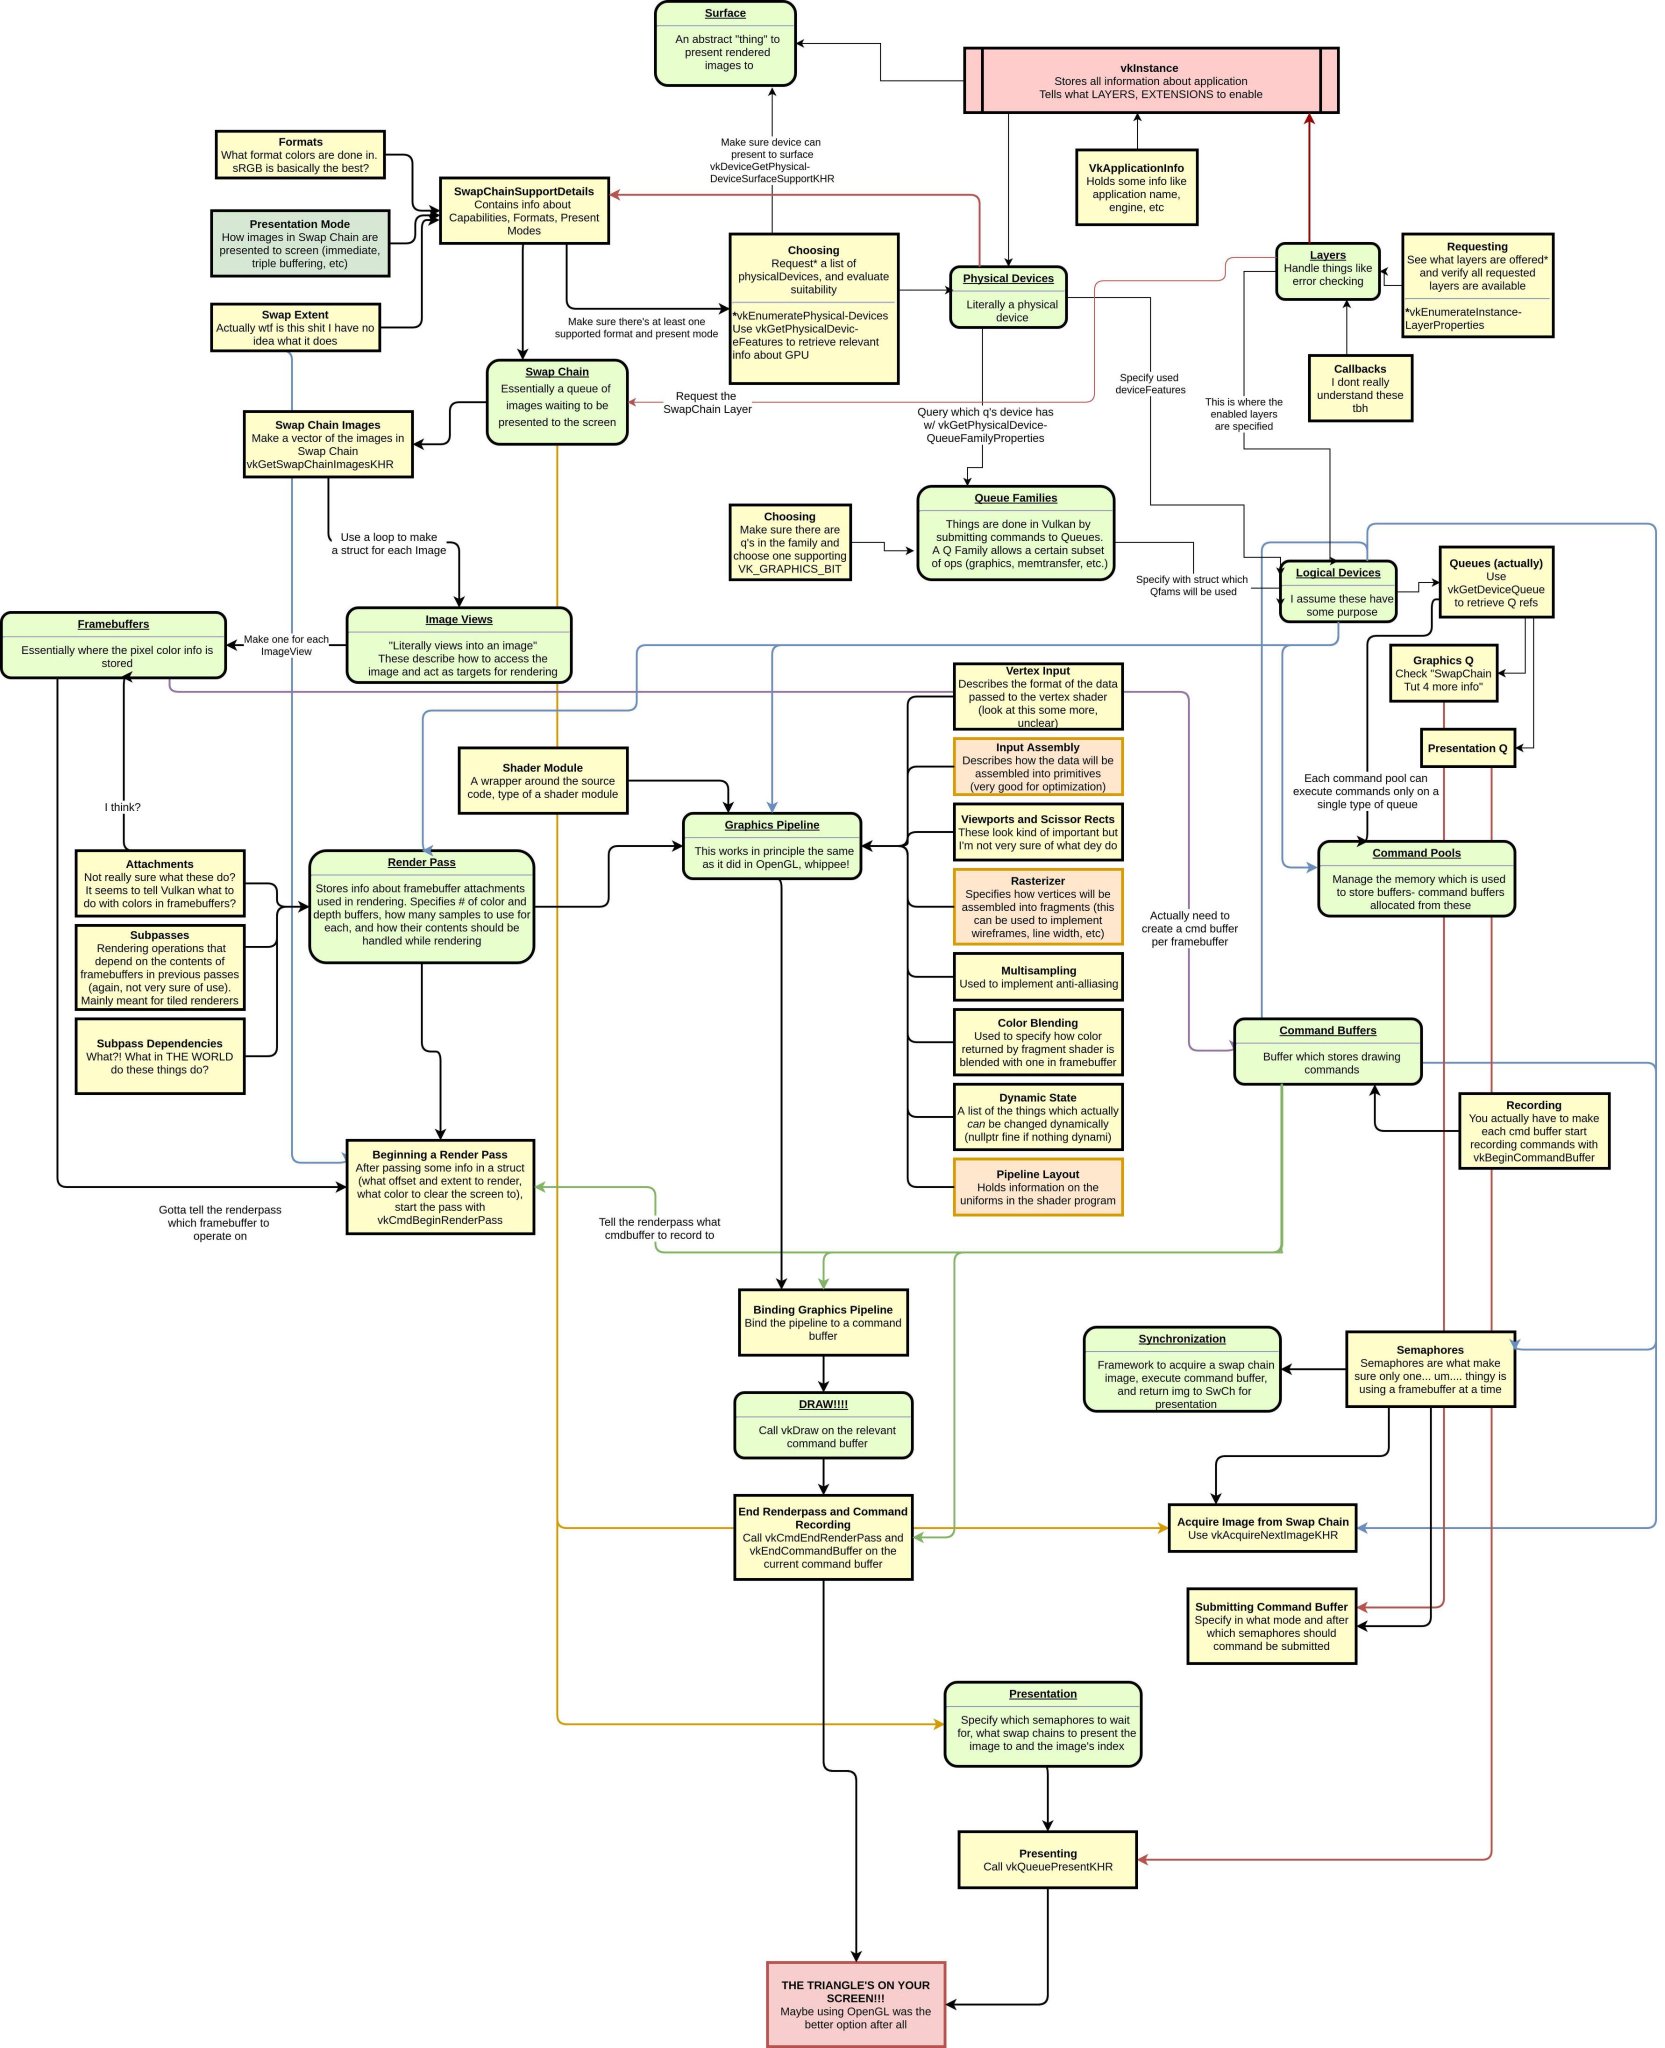 Surface
An abstract "thing" to
present rendered
images to
vkInstance
Stores all information about application
Tells what LAYERS, EXTENSIONS to enable
Make sure device can
present to surface
vkDeviceGetPhysical-
DeviceSurfaceSupportKHR
Formats
What format colors are done in.
sRGB is basically the best?
SwapChainSupportDetails
Contains info about
Capabilities, Formats, Present
Modes
VkApplicationInfo
Holds some info like
application name,
engine, etc
Presentation Mode
How images in Swap Chain are
presented to screen (immediate,
triple buffering, etc)
Choosing
Request* a list of
physicalDevices, and evaluate
suitability
*vkEnumeratePhysical-Devices
Use vkGetPhysicalDevic-
eFeatures to retrieve relevant
info about GPU
Physical Devices
Literally a physical
device
Layers
Handle things like
error checking
Requesting
See what layers are offered*
and verify all requested
layers are available
*vkEnumerateInstance-
LayerProperties
Swap Extent
Actually wtf is this shit I have no
idea what it does
Make sure there's at least one
supported format and present mode
Swap Chain
Essentially a queue of
images waiting to be
presented to the screen
Request the
SwapChain Layer
Callbacks
I dont really
understand these
tbh
Specify used
deviceFeatures
This is where the
enabled layers
are specified
Query which q's device has
w/ vkGetPhysicalDevice-
QueueFamilyProperties
Swap Chain Images
Make a vector of the images in
Swap Chain
vkGetSwapChainImagesKHR
Use a loop to make
a struct for each Image
Choosing
Make sure there are
q's in the family and
choose one supporting
VK_GRAPHICS_BIT
Queue Families
Things are done in Vulkan by
submitting commands to Queues.
A Q Family allows a certain subset
of ops (graphics, memtransfer, etc.)
Specify with struct which
Qfams will be used
Logical Devices
I assume these have
some purpose
Queues (actually)
Use
vkGetDeviceQueue
to retrieve Q refs
Framebuffers
Essentially where the pixel color info is
stored
Make one for each
ImageView
Image Views
"Literally views into an image"
These describe how to access the
image and act as targets for rendering
Graphics Q
Check "SwapChain
Tut 4 more info"
Presentation Q
Vertex Input
Describes the format of the data
passed to the vertex shader
(look at this some more,
unclear)
Input Assembly
Describes how the data will be
assembled into primitives
(very good for optimization)
Shader Module
A wrapper around the source
code, type of a shader module
Each command pool can
execute commands only on a
single type of queue
I think?
Graphics Pipeline
This works in principle the same
as it did in OpenGL, whippee!
Viewports and Scissor Rects
These look kind of important but
I'm not very sure of what dey do
Command Pools
Manage the memory which is used
to store buffers- command buffers
allocated from these
Attachments
Not really sure what these do?
It seems to tell Vulkan what to
do with colors in framebuffers?
Render Pass
Stores info about framebuffer attachments
used in rendering. Specifies # of color and
depth buffers, how many samples to use for
each, and how their contents should be
handled while rendering
Rasterizer
Specifies how vertices will be
assembled into fragments (this
can be used to implement
wireframes, line width, etc)
Actually need to
create a cmd buffer
per framebuffer
Subpasses
Rendering operations that
depend on the contents of
framebuffers in previous passes
(again, not very sure of use).
Mainly meant for tiled renderers
Multisampling
Used to implement anti-alliasing
Subpass Dependencies
What?! What in THE WORLD
do these things do?
Color Blending
Used to specify how color
returned by fragment shader is
blended with one in framebuffer
Command Buffers
Buffer which stores drawing
commands
Dynamic State
A list of the things which actually
can be changed dynamically
(nullptr fine if nothing dynami)
Recording
You actually have to make
each cmd buffer start
recording commands with
vkBeginCommandBuffer
Beginning a Render Pass
After passing some info in a struct
(what offset and extent to render,
what color to clear the screen to),
start the pass with
vkCmdBeginRenderPass
Pipeline Layout
Holds information on the
uniforms in the shader program
Gotta tell the renderpass
which framebuffer to
operate on
Tell the renderpass what
cmdbuffer to record to
Binding Graphics Pipeline
Bind the pipeline to a command
buffer
Synchronization
Framework to acquire a swap chain
image, execute command buffer,
and return img to SwCh for
presentation
Semaphores
Semaphores are what make
sure only one... um.... thingy is
using a framebuffer at a time
DRAW!!!!
Call vkDraw on the relevant
command buffer
End Renderpass and Command
Recording
Call vkCmdEndRenderPass and
vkEndCommandBuffer on the
current command buffer
Acquire Image from Swap Chain
Use vkAcquireNextImageKHR
Submitting Command Buffer
Specify in what mode and after
which semaphores should
command be submitted
Presentation
Specify which semaphores to wait
for, what swap chains to present the
image to and the image's index
Presenting
Call vkQueuePresentKHR
THE TRIANGLE'S ON YOUR
SCREEN!!!
Maybe using OpenGL was the
better option after all